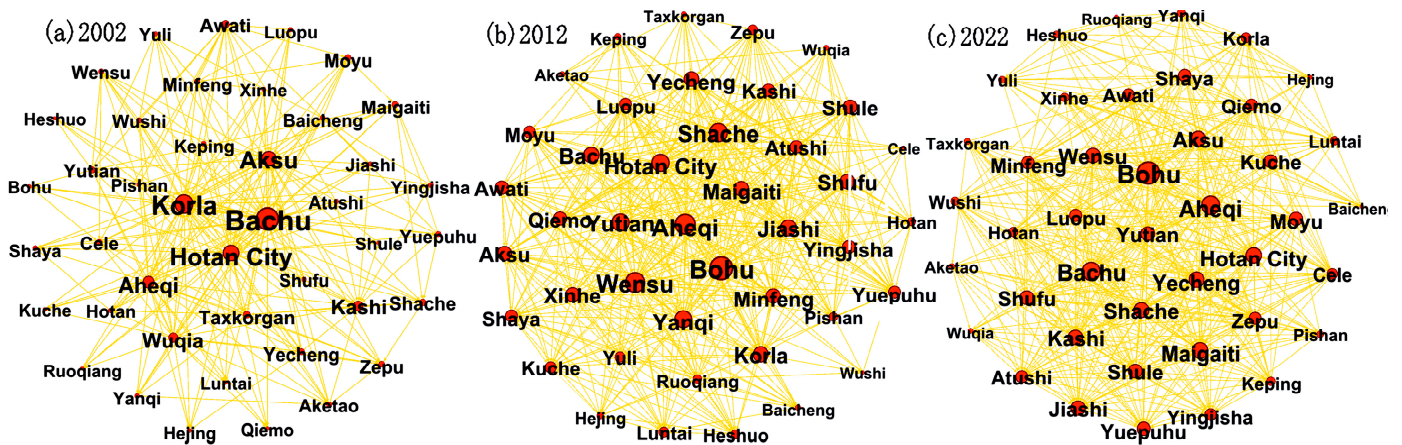 (a)2002
Yuli
Awati
Luopu
Moyu
Wensu
Minfeng
Xinhe
Maigaiti
Heshuo
Wushi
Baicheng
Keping
Aksu
Jiashi
Yutian
Bohu
Pishan
Yingjisha
Korla
Atushi
Bachu
Shaya
Cele
Shule
Yuepuhu
Hotan City
Shufu
Aheqi
Kuche
Hotan
Taxkorgan
Kashi
Shache
Wuqia
Yecheng
Zepu
Ruoqiang
Luntai
Yanqi
Aketao
Hejing
Qiemo
(b)2012
Taxkorgan
Keping
Zepu
Wuqia
Aketao
Yecheng
Kashi
Luopu
Shule
Moyu
Shache
Atushi
Cele
Bachu
Hotan City
Awati
Maigaiti
Shufu
Qiemo
Yutian
Aheqi
Jiashi
Hotan
Aksu
Yingjisha
Bohu
Wensu
Xinhe
Minfeng
Yuepuhu
Shaya
Yanqi
Pishan
Kuche
Yuli
Korla
Wushi
Ruoqiang
Hejing
Baicheng
Luntai
Heshuo
(c)2022
Ruoqiang
Yanqi
Heshuo
Korla
Yuli
Shaya
Hejing
Xinhe
Awati
Qiemo
Taxkorgan
Aksu
Luntai
Minfeng
Wensu
Kuche
Bohu
Wushi
Aheqi
Baicheng
Luopu
Moyu
Hotan
Yutian
Aketao
Bachu
Hotan City
Yecheng
Cele
Shufu
Shache
Zepu
Wuqia
Kashi
Pishan
Maigaiti
Atushi
Shule
Keping
Jiashi
Yingjisha
Yuepuhu